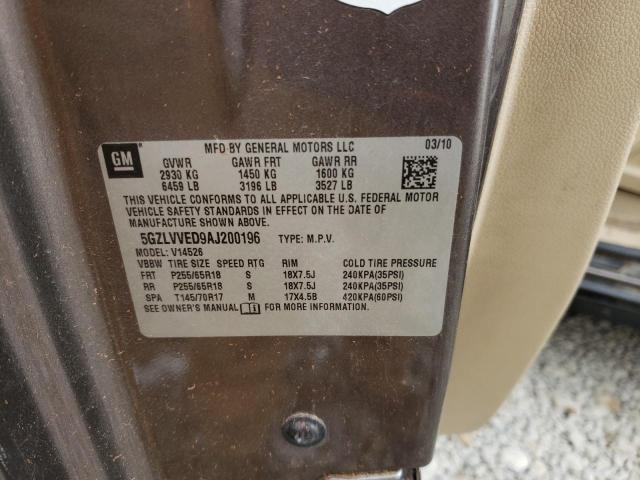 MFD BY GENERAL MOTORS LLC 03/10
GM
GVWR GAWR FRT GAWR RR
2930 KG 1450 KG 1600 KG
6459 LB 3196 LB 3527 LB
THIS VEHICLE CONFORMS TO ALL APPLICABLE U.S. FEDERAL MOTOR
VEHICLE SAFETY STANDARDS IN EFFECT ON THE DATE OF
MANUFACTURE SHOWN ABOVE.
5GZLVVED9AJ200196 TYPE: M.P.V.
MODEL: V14526
VBBW TIRE SIZE SPEED RTG RIM COLD TIRE PRESSURE
FRT P255/65R18 S 18X7.5J 240KPA(35PSI)
RR P255/65R18 S 18X7.5J 240KPA(35PSI)
SPA T145/70R17 M 17X4.5B 420KPA(60PSI)
SEE OWNER'S MANUAL